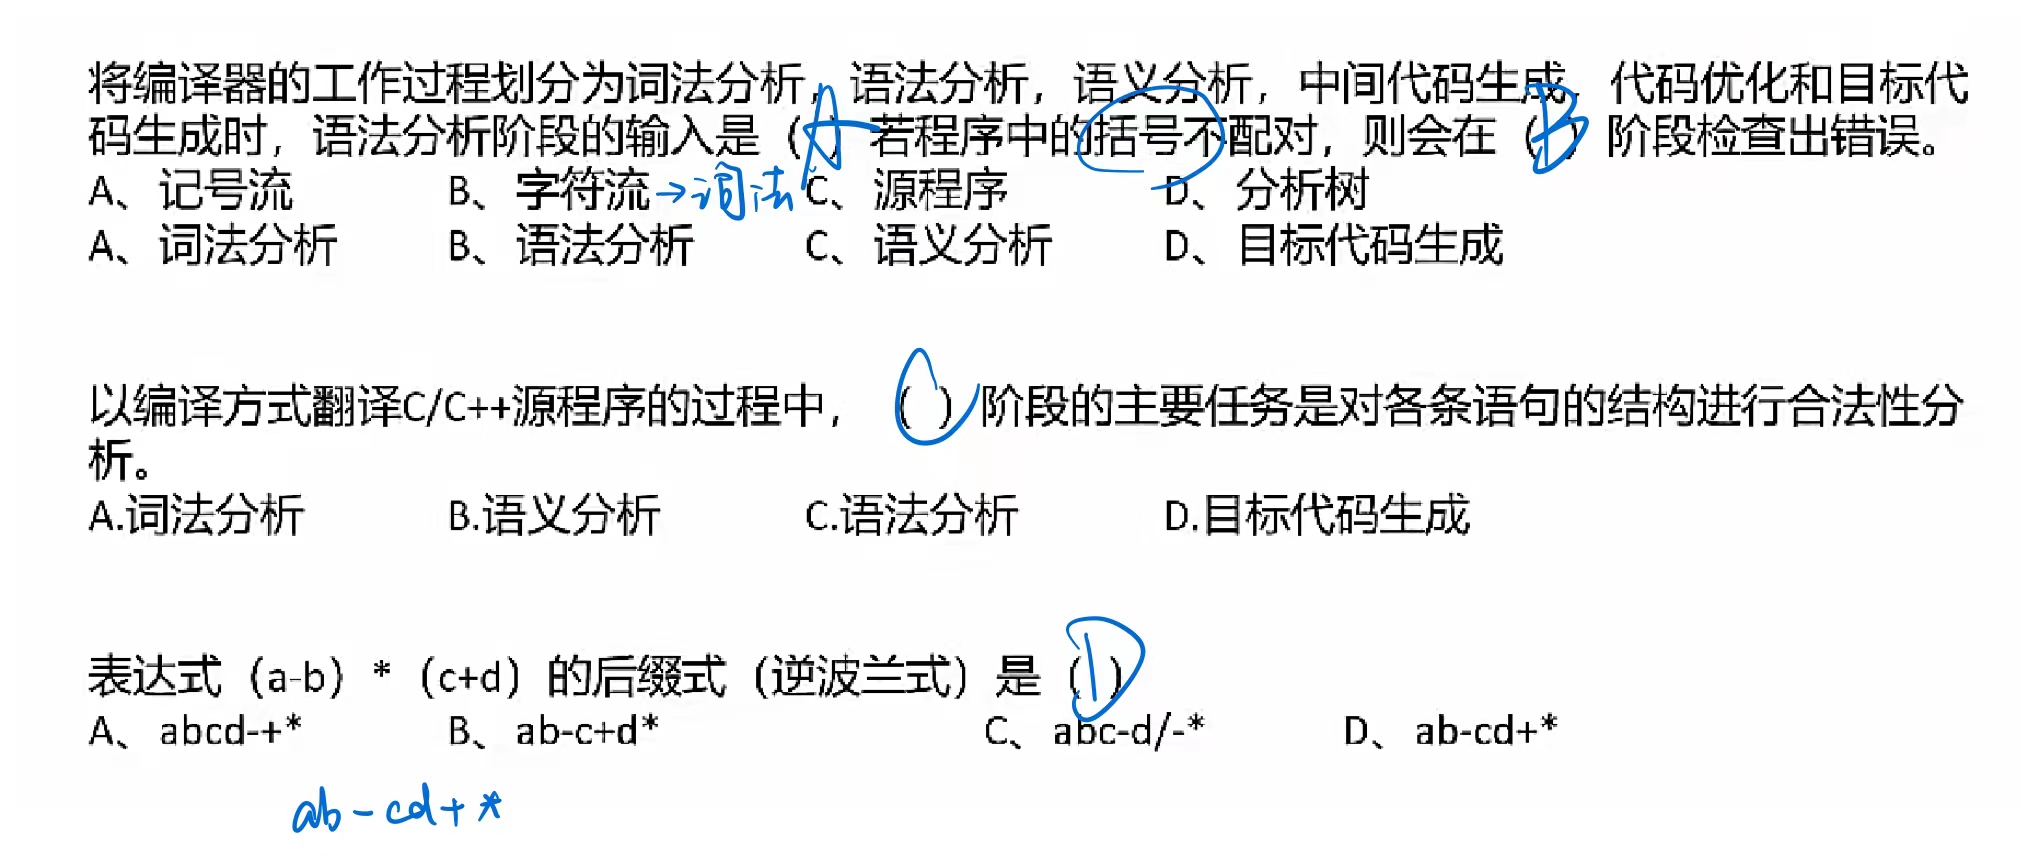 将编译器的工作过程划分为词法分析，语法分析，语义分析，中间代码生成，代码优化和目标代
码生成时，语法分析阶段的输入是（A）若程序中的括号不配对，则会在（B）阶段检查出错误。
A、记号流 B、字符流→词法 C、源程序 D、分析树
A、词法分析 B、语法分析 C、语义分析 D、目标代码生成
以编译方式翻译C/C++源程序的过程中，（C）阶段的主要任务是对各条语句的结构进行合法性分
析。
A.词法分析 B.语义分析 C.语法分析 D.目标代码生成
表达式（a-b）*（c+d）的后缀式（逆波兰式）是（D）
A、abcd-+* B、ab-c+d* C、abc-d/-* D、ab-cd+*
ab-cd+*